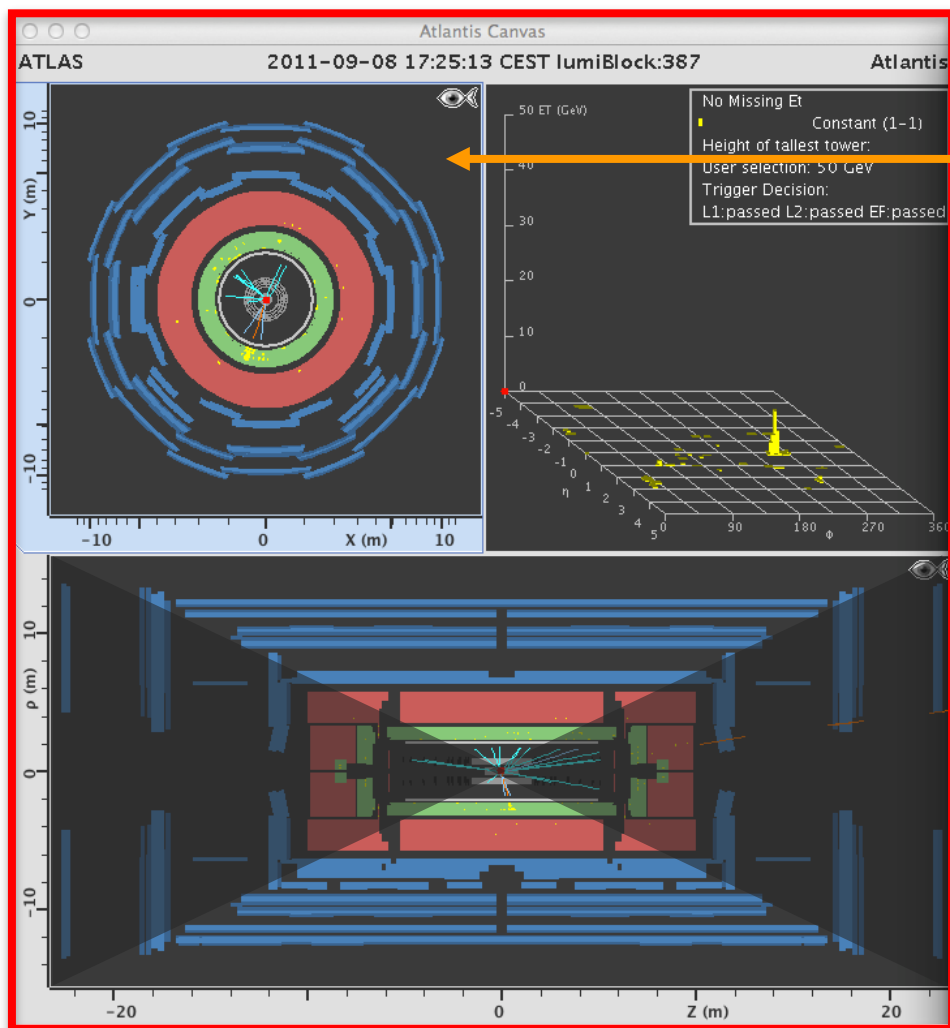 Atlantis Canvas
ATLAS 2011-09-08 17:25:13 CEST lumiBlock:387 Atlantis
10
Y (m)
0
-10
-10 0 X (m) 10
50 ET (GeV)
40
30
20
10
0
No Missing Et
Constant (1-1)
Height of tallest tower:
User selection: 50 GeV
Trigger Decision:
L1:passed L2:passed EF:passed
-5
-4
-3
-2
-1
0
η
1
2
3
4
5
0 90 180 Φ 270 360
10
ρ (m)
0
-10
-20 0 Z (m) 20